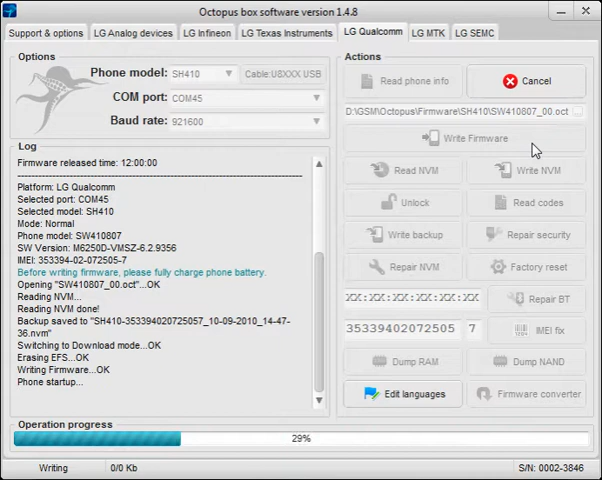 Octopus box software version 1.4.8
Support & options
LG Analog devices
LG Infineon
LG Texas Instruments
LG Qualcomm
LG MTK
LG SEMC
Options
Phone model:
SH410
Cable:U8XXX USB
COM port:
COM45
Baud rate:
921600
Log
Firmware released time: 12:00:00
Platform: LG Qualcomm
Selected port: COM45
Selected model: SH410
Mode: Normal
Phone model: SW410807
SW Version: M6250D-VMSZ-6.2.9356
IMEI: 353394-02-072505-7
Before writing firmware, please fully charge phone battery.
Opening "SW410807_00.oct"...OK
Reading NVM...
Reading NVM done!
Backup saved to "SH410-353394020725057_10-09-2010_14-47-
36.nvm"
Switching to Download mode...OK
Erasing EFS...OK
Writing Firmware...OK
Phone startup...
Actions
Read phone info
Cancel
D:\GSM\Octopus\Firmware\SH410\SW410807_00.oct
...
Write Firmware
Read NVM
Write NVM
Unlock
Read codes
Write backup
Repair security
Repair NVM
Factory reset
XX:XX:XX:XX:XX:XX
Repair BT
35339402072505
7
IMEI fix
Dump RAM
Dump NAND
Edit languages
Firmware converter
Operation progress
29%
Writing
0/0 Kb
S/N: 0002-3846